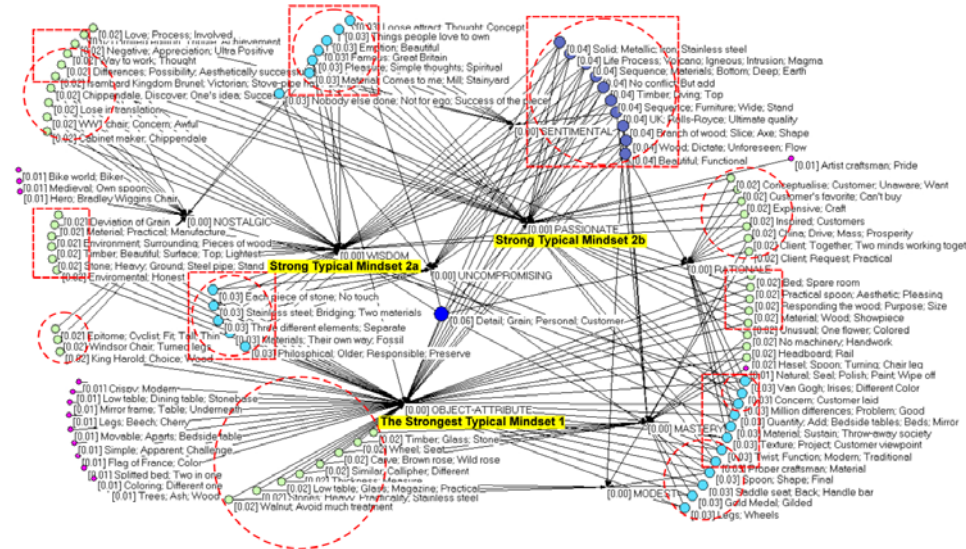 [0.02] Love; Process; Involved,
[0.02] Negative; Appreciation; Ultra Positive
[0.02] Way to work; Thought
[0.02] Differences; Possibility; Aesthetically successful
[0.02] Isambard Kingdom Brunel; Victorian; Stove-pipe
[0.02] Chippendale, Discover; One's idea;
[0.02] Lose in translation
[0.02] WW1 chair; Concern; Awful
[0.02] Cabinet maker; Chippendale
[0.03] Loose attract; Thought; Concept
[0.03] Things people love to own
[0.03] Emotion; Beautiful
[0.03] Famous; Great Britain
[0.03] Pleasure; Simple thoughts; Spiritual
[0.03] Material; Comes to me; Mill; Stainyard
[0.03] Nobody else done; Not for ego; Success of the piece
[0.04] Solid; Metallic; Iron; Stainless steel
[0.04] Life Process; Volcano; Igneous; Intrusion; Magma
[0.04] Sequence; Materials; Bottom; Deep; Earth
[0.04] No conflict; But add
[0.04] Timber; Living; Top
[0.04] Sequence; Furniture; Wide; Stand
[0.04] UK; Rolls-Royce; Ultimate quality
[0.04] Branch of wood; Slice; Axe; Shape
[0.04] Wood; Dictate; Unforeseen; Flow
[0.04] Beautiful; Functional
[0.00] SENTIMENTAL
[0.01] Artist craftsman; Pride
[0.01] Bike world; Biker
[0.01] Medieval; Own spoon;
[0.01] Hero; Bradley Wiggins Chair
[0.00] NOSTALGIC
[0.02] Conceptualise; Customer; Unaware; Want
[0.02] Customer's favorite; Can't buy
[0.02] Expensive; Craft
[0.02] Inspired; Customers
[0.02] China; Drive; Mass; Prosperity
[0.02] Client; Together; Two minds working toget
[0.02] Client; Request; Practical
[0.02] Deviation of Grain
[0.02] Material; Practical; Manufacture
[0.02] Environment; Surrounding; Pieces of wood
[0.02] Timber; Beautiful; Surface; Top; Lightest
[0.02] Stone; Heavy; Ground; Steel pipe; Stand
[0.02] Enviromental; Honest
[0.00] PASSIONATE
Strong Typical Mindset 2b
[0.00] WISDOM
Strong Typical Mindset 2a
[0.00] UNCOMPROMISING
[0.00] RATIONALE
[0.03] Each piece of stone; No touch
[0.03] Stainless steel; Bridging; Two materials
[0.03] Three different elements; Separate
[0.03] Materials; Their own way; Fossil
[0.03] Philosophical; Older; Responsible; Preserve
[0.06] Detail; Grain; Personal; Customer
[0.02] Bed; Spare room
[0.02] Practical spoon; Aesthetic; Pleasing
[0.02] Responding the wood; Purpose; Size
[0.02] Material; Wood; Showpiece
[0.02] Unusual; One flower; Colored
[0.02] No machinery; Handwork
[0.02] Headboard; Rail
[0.02] Hasel; Spoon; Turning; Chair leg
[0.02] Epitome; Cyclist; Fit; Tall; Thin
[0.02] Windsor Chair; Turned legs
[0.02] King Harold; Choice; Wood
[0.01] Crispy; Modern
[0.01] Low table; Dining table; Stonebase
[0.01] Mirror frame; Table; Underneath
[0.01] Legs; Beech; Cherry
[0.01] Movable; Aparts; Bedside table
[0.01] Simple; Apparent; Challenge
[0.01] Flag of France; Color
[0.01] Splitted bed; Two in one
[0.01] Coloring; Different one
[0.01] Trees; Ash; Wood
[0.01] Natural; Seal; Polish; Paint; Wipe off
[0.03] Van Gogh; Irises; Different Color
[0.03] Concern; Customer laid
[0.03] Million differences; Problem; Good
[0.03] Quantity; Add; Bedside tables; Beds; Mirror
[0.03] Material; Sustain; Throw-away society
[0.03] Texture; Project; Customer viewpoint
[0.03] Twist; Function; Modern; Traditional
[0.03] Proper craftsman; Material
[0.03] Spoon; Shape; Final
[0.03] Saddle seat; Back; Handle bar
[0.03] Gold Medal; Gilded
[0.03] Legs; Wheels
[0.00] OBJECT-ATTRIBUTE
The Strongest Typical Mindset 1
[0.00] MASTERY
[0.02] Timber; Glass; Stone
[0.02] Wheel; Seat
[0.02] Carve; Brown rose; Wild rose
[0.02] Similar; Callipher; Different
[0.02] Thickness; Measure
[0.02] Low table; Glass; Magazine; Practical
[0.02] Strong; Heavy; Practicality; Stainless steel
[0.02] Walnut; Avoid much treatment
[0.00] MODEST